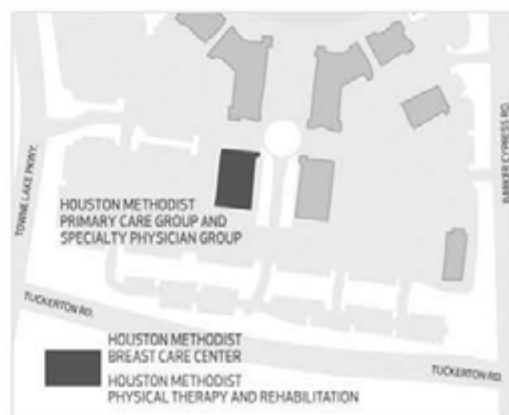 TOWNE LAKE PKWY.
BARKER CYPRESS RD.
HOUSTON METHODIST
PRIMARY CARE GROUP AND
SPECIALTY PHYSICIAN GROUP
TUCKERTON RD.
HOUSTON METHODIST
BREAST CARE CENTER
HOUSTON METHODIST
PHYSICAL THERAPY AND REHABILITATION
TUCKERTON RD